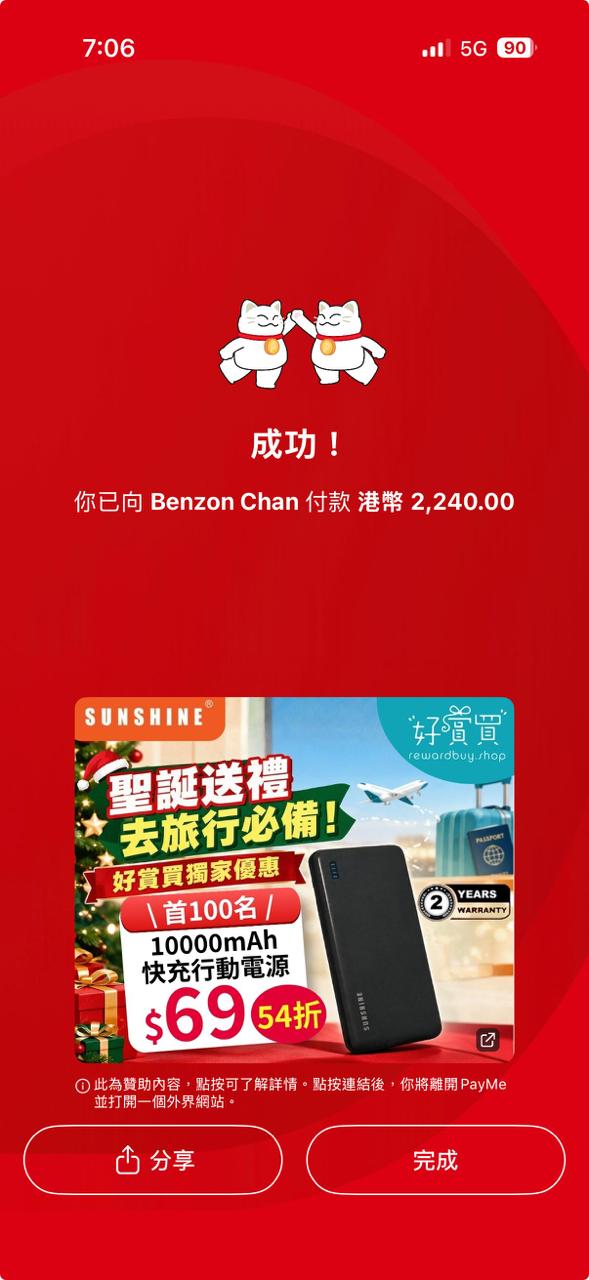 7:06
5G 90
成功！
你已向 Benzon Chan 付款 港幣 2,240.00
SUNSHINE®
好賞買
rewardbuy.shop
聖誕送禮
去旅行必備！
好賞買獨家優惠
\ 首100名 /
10000mAh
快充行動電源
$69 54折
PASSPORT
2 YEARS
WARRANTY
SUNSHINE
此為贊助內容，點按可了解詳情。點按連結後，你將離開 PayMe
並打開一個外界網站。
分享
完成